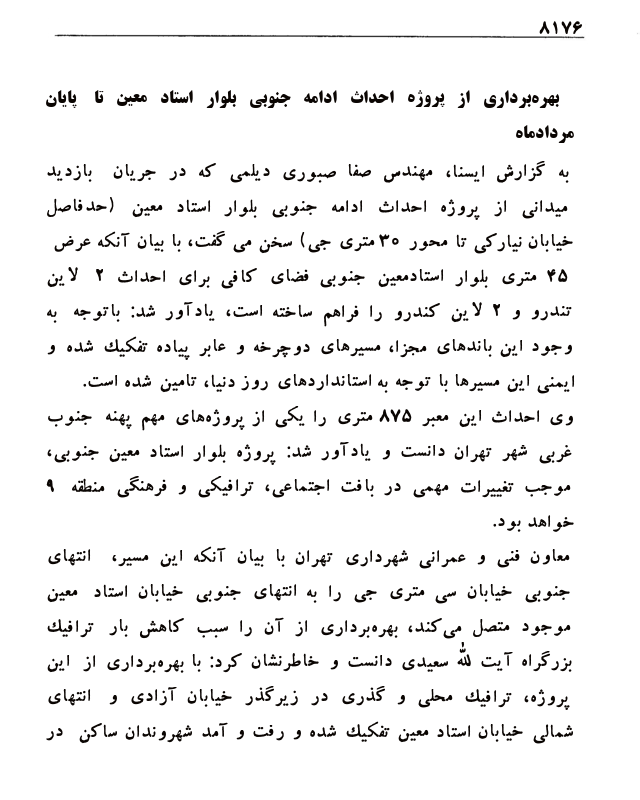 ۸۱۷۶
بهره‌برداری از پروژه احداث ادامه جنوبی بلوار استاد معین تا پایان
مردادماه
به گزارش ایسنا، مهندس صفا صبوری دیلمی که در جریان بازدید
میدانی از پروژه احداث ادامه جنوبی بلوار استاد معین (حدفاصل
خیابان نیارکی تا محور ۳۰ متری جی) سخن می گفت، با بیان آنکه عرض
۴۵ متری بلوار استادمعین جنوبی فضای کافی برای احداث ۲ لاین
تندرو و ۲ لاین کندرو را فراهم ساخته است، یادآور شد: باتوجه به
وجود این باندهای مجزا، مسیرهای دوچرخه و عابر پیاده تفکیك شده و
ایمنی این مسیرها با توجه به استانداردهای روز دنیا، تامین شده است.
وی احداث این معبر ۸۷۵ متری را یکی از پروژه‌های مهم پهنه جنوب
غربی شهر تهران دانست و یادآور شد: پروژه بلوار استاد معین جنوبی،
موجب تغییرات مهمی در بافت اجتماعی، ترافیکی و فرهنگی منطقه ۹
خواهد بود.
معاون فنی و عمرانی شهرداری تهران با بیان آنکه این مسیر، انتهای
جنوبی خیابان سی متری جی را به انتهای جنوبی خیابان استاد معین
موجود متصل می‌کند، بهره‌برداری از آن را سبب کاهش بار ترافیك
بزرگراه آیت لله سعیدی دانست و خاطرنشان کرد: با بهره‌برداری از این
پروژه، ترافیك محلی و گذری در زیرگذر خیابان آزادی و انتهای
شمالی خیابان استاد معین تفکیك شده و رفت و آمد شهروندان ساکن در